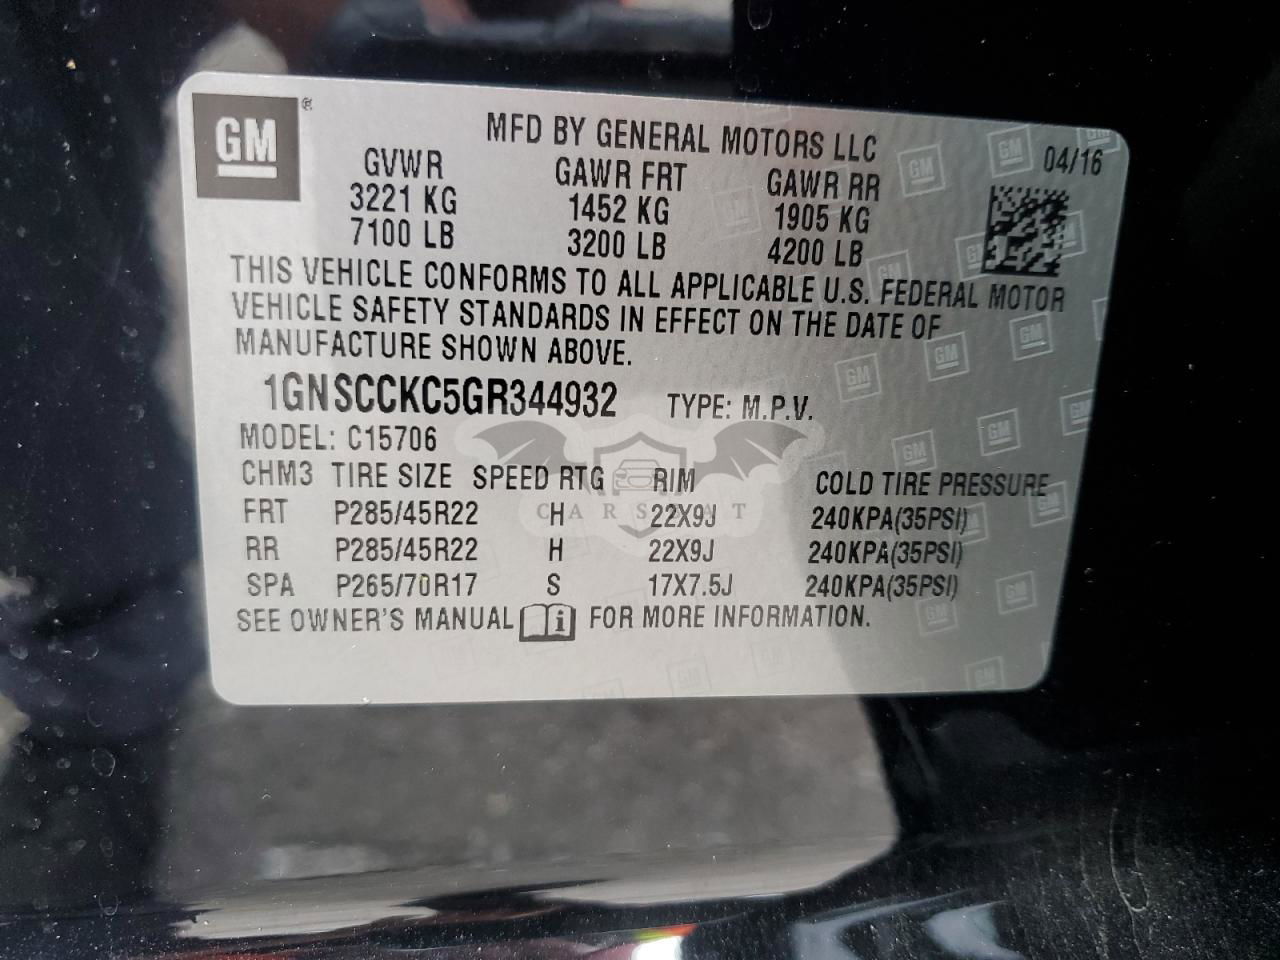 GM®
MFD BY GENERAL MOTORS LLC
04/16
GVWR GAWR FRT GAWR RR
3221 KG 1452 KG 1905 KG
7100 LB 3200 LB 4200 LB
THIS VEHICLE CONFORMS TO ALL APPLICABLE U.S. FEDERAL MOTOR
VEHICLE SAFETY STANDARDS IN EFFECT ON THE DATE OF
MANUFACTURE SHOWN ABOVE.
1GNSCCKC5GR344932 TYPE: M.P.V.
MODEL: C15706
CHM3 TIRE SIZE SPEED RTG RIM COLD TIRE PRESSURE
FRT P285/45R22 H 22X9J 240KPA(35PSI)
RR P285/45R22 H 22X9J 240KPA(35PSI)
SPA P265/70R17 S 17X7.5J 240KPA(35PSI)
SEE OWNER'S MANUAL i FOR MORE INFORMATION.